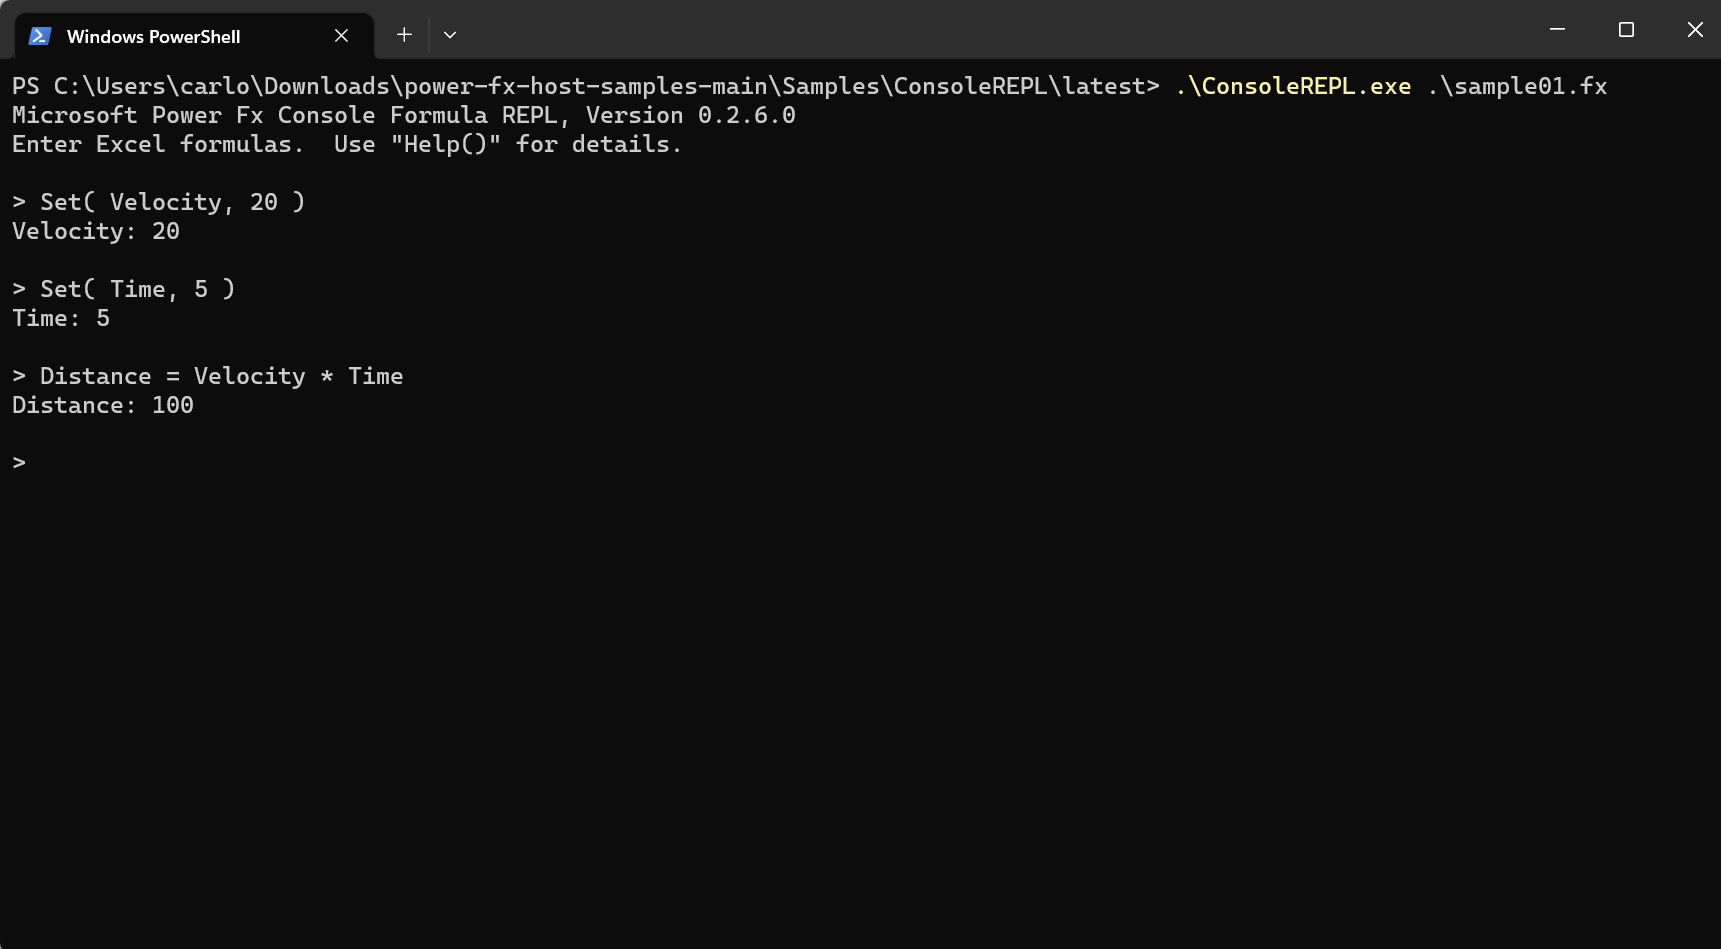 Windows PowerShell
PS C:\Users\carlo\Downloads\power-fx-host-samples-main\Samples\ConsoleREPL\latest> .\ConsoleREPL.exe .\sample01.fx
Microsoft Power Fx Console Formula REPL, Version 0.2.6.0
Enter Excel formulas.  Use "Help()" for details.
> Set( Velocity, 20 )
Velocity: 20
> Set( Time, 5 )
Time: 5
> Distance = Velocity * Time
Distance: 100
>